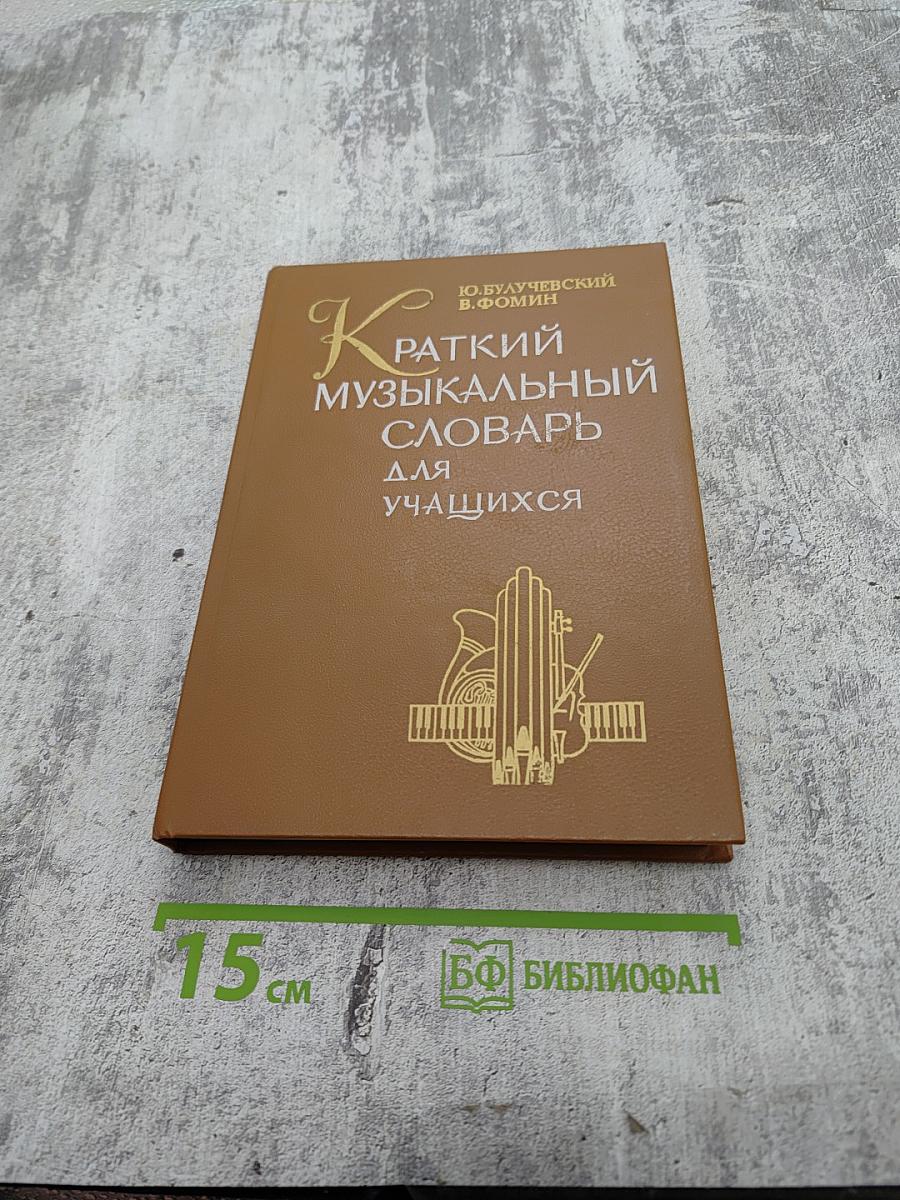 Ю.БУЛУЧЕВСКИЙ
В.ФОМИН
КРАТКИЙ
МУЗЫКАЛЬНЫЙ
СЛОВАРЬ
ДЛЯ
УЧАЩИХСЯ
15 см
БФ БИБЛИОФАН